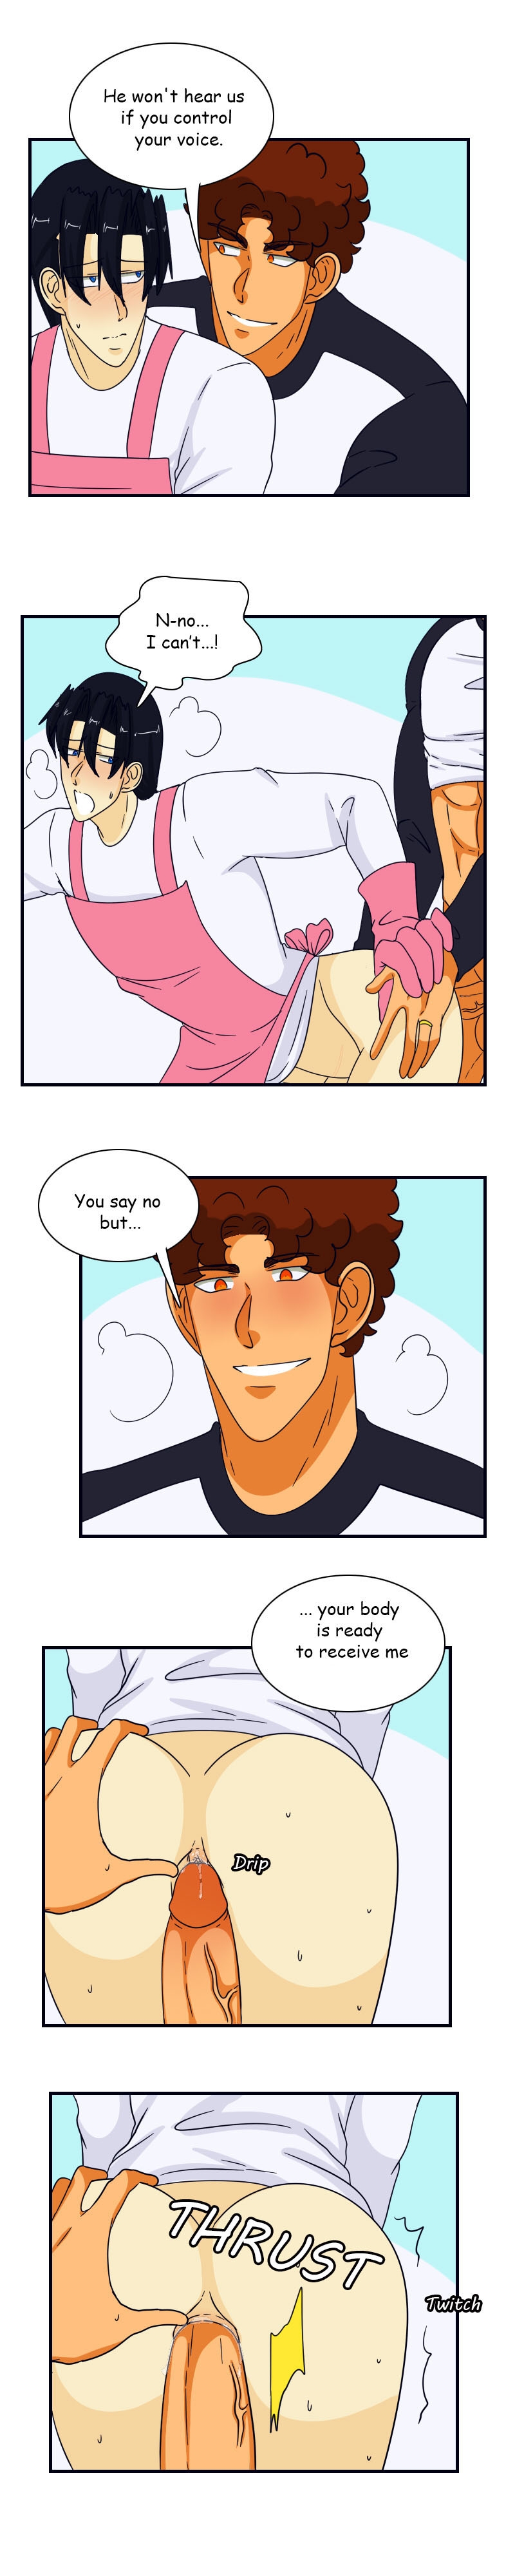 He won't hear us
if you control
your voice.
N-no...
I can't...!
You say no
but...
... your body
is ready
to receive me
Drip
THRUST
Twitch